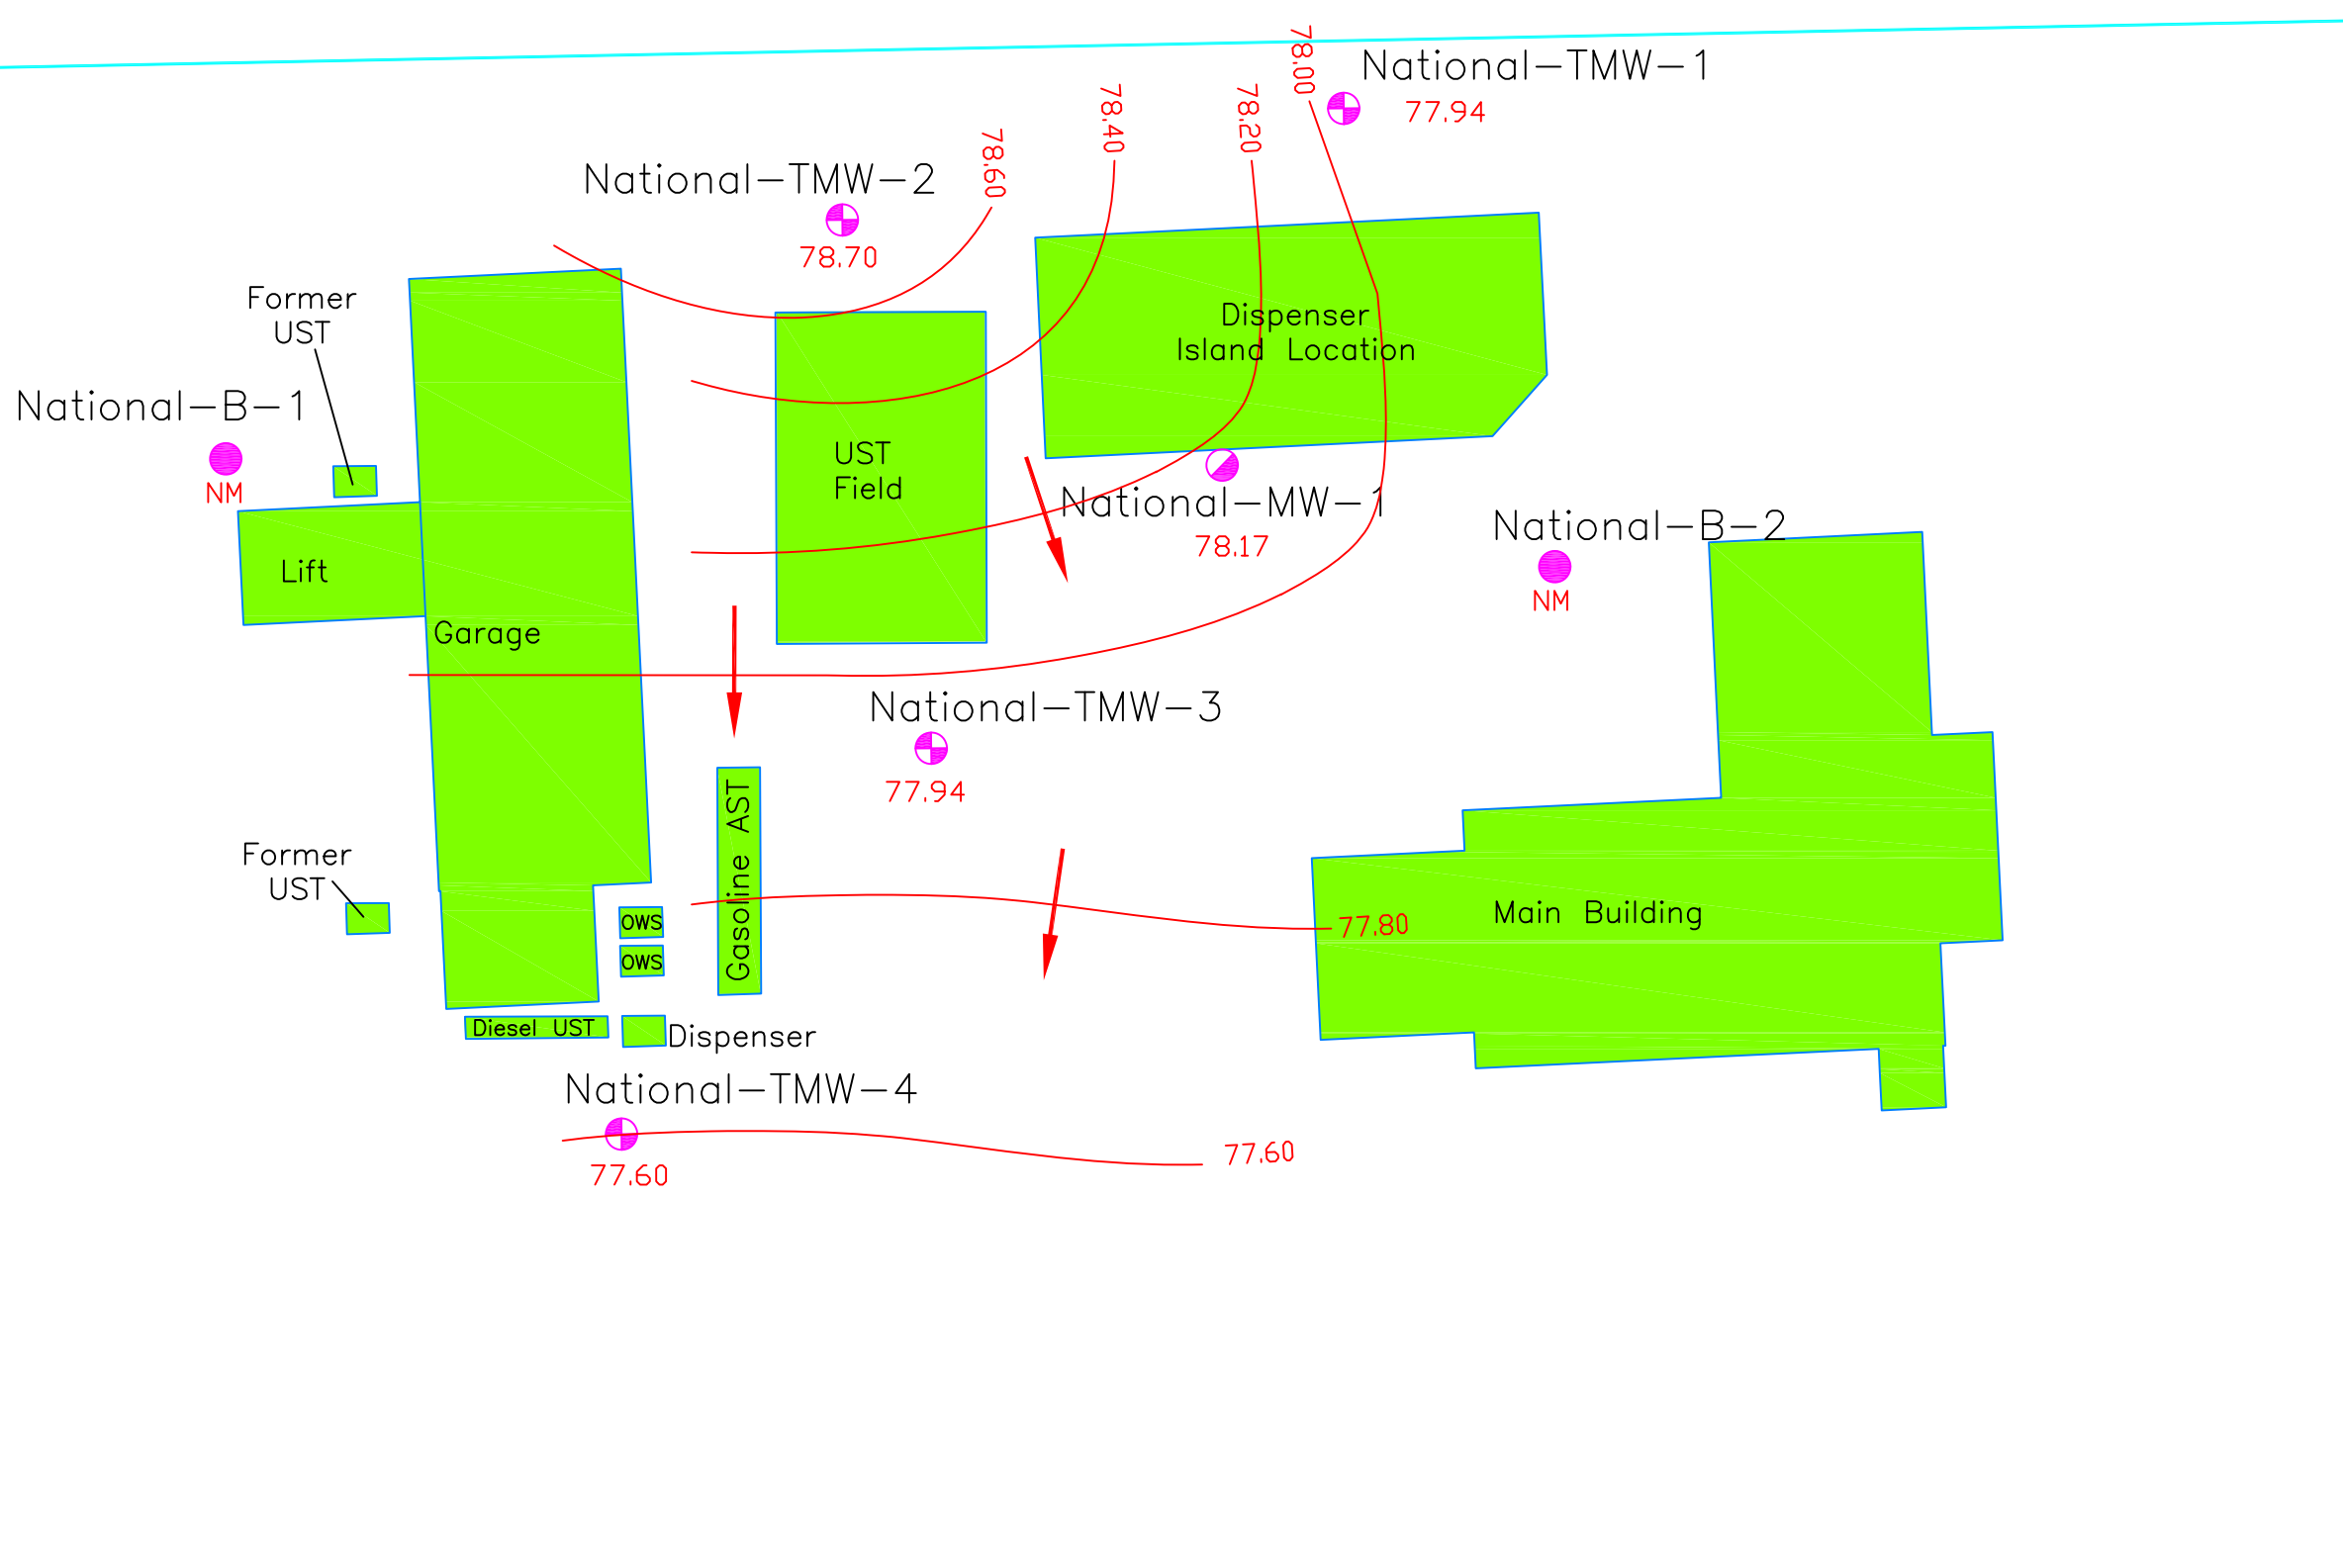 78.00
National-TMW-1
77.94
78.40
78.20
78.60
National-TMW-2
78.70
Former
UST
Dispenser
Island Location
National-B-1
NM
UST
Field
National-MW-1
78.17
National-B-2
NM
Lift
Garage
National-TMW-3
77.94
Gasoline AST
Former
UST
OWS
OWS
Main Building
77.80
Diesel UST
Dispenser
National-TMW-4
77.60
77.60